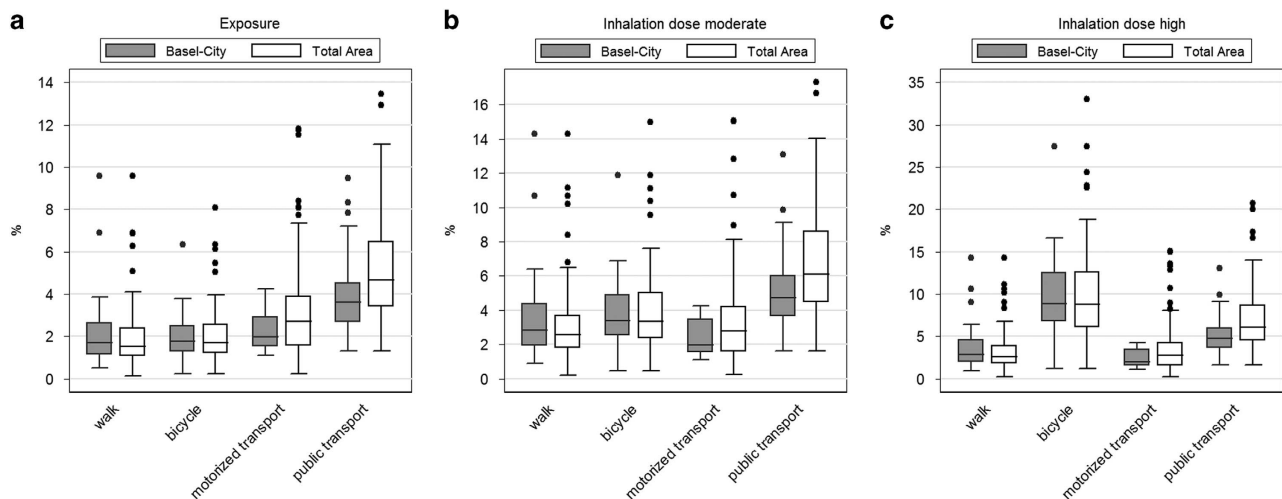 a
Exposure
Basel-City
Total Area
14
12
10
8
6
4
2
0
%
walk
bicycle
motorized transport
public transport
b
Inhalation dose moderate
Basel-City
Total Area
16
14
12
10
8
6
4
2
0
%
walk
bicycle
motorized transport
public transport
c
Inhalation dose high
Basel-City
Total Area
35
30
25
20
15
10
5
0
%
walk
bicycle
motorized transport
public transport